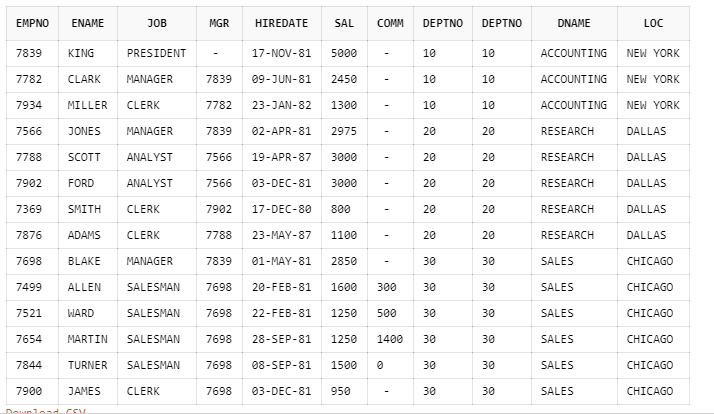 EMPNO ENAME JOB MGR HIREDATE SAL COMM DEPTNO DEPTNO DNAME LOC
7839 KING PRESIDENT - 17-NOV-81 5000 - 10 10 ACCOUNTING NEW YORK
7782 CLARK MANAGER 7839 09-JUN-81 2450 - 10 10 ACCOUNTING NEW YORK
7934 MILLER CLERK 7782 23-JAN-82 1300 - 10 10 ACCOUNTING NEW YORK
7566 JONES MANAGER 7839 02-APR-81 2975 - 20 20 RESEARCH DALLAS
7788 SCOTT ANALYST 7566 19-APR-87 3000 - 20 20 RESEARCH DALLAS
7902 FORD ANALYST 7566 03-DEC-81 3000 - 20 20 RESEARCH DALLAS
7369 SMITH CLERK 7902 17-DEC-80 800 - 20 20 RESEARCH DALLAS
7876 ADAMS CLERK 7788 23-MAY-87 1100 - 20 20 RESEARCH DALLAS
7698 BLAKE MANAGER 7839 01-MAY-81 2850 - 30 30 SALES CHICAGO
7499 ALLEN SALESMAN 7698 20-FEB-81 1600 300 30 30 SALES CHICAGO
7521 WARD SALESMAN 7698 22-FEB-81 1250 500 30 30 SALES CHICAGO
7654 MARTIN SALESMAN 7698 28-SEP-81 1250 1400 30 30 SALES CHICAGO
7844 TURNER SALESMAN 7698 08-SEP-81 1500 0 30 30 SALES CHICAGO
7900 JAMES CLERK 7698 03-DEC-81 950 - 30 30 SALES CHICAGO
Download CSV